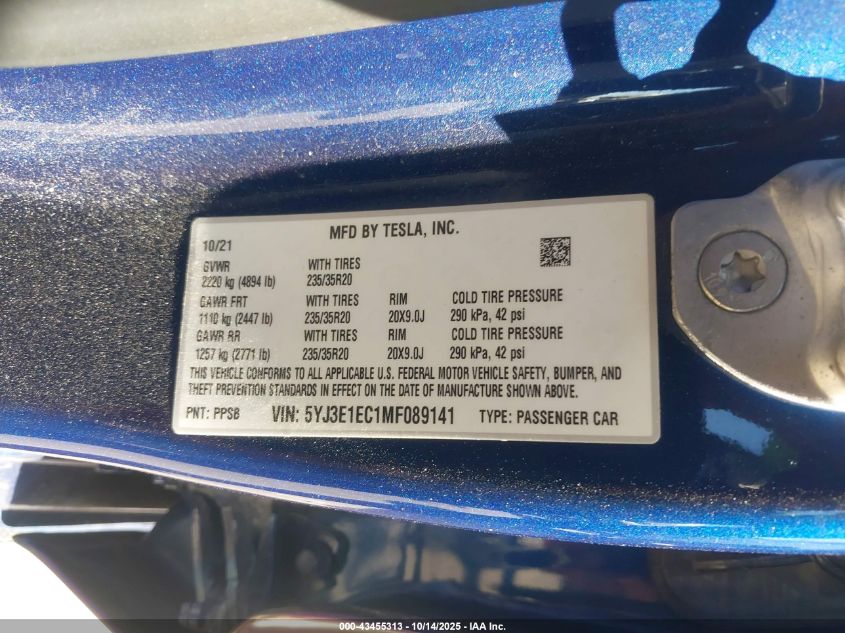 MFD BY TESLA, INC.
10/21
GVWR WITH TIRES
2220 kg (4894 lb) 235/35R20
GAWR FRT WITH TIRES RIM COLD TIRE PRESSURE
1110 kg (2447 lb) 235/35R20 20X9.0J 290 kPa, 42 psi
GAWR RR WITH TIRES RIM COLD TIRE PRESSURE
1257 kg (2771 lb) 235/35R20 20X9.0J 290 kPa, 42 psi
THIS VEHICLE CONFORMS TO ALL APPLICABLE U.S. FEDERAL MOTOR VEHICLE SAFETY, BUMPER, AND
THEFT PREVENTION STANDARDS IN EFFECT ON THE DATE OF MANUFACTURE SHOWN ABOVE.
PNT: PPSB VIN: 5YJ3E1EC1MF089141 TYPE: PASSENGER CAR
000-43455313 - 10/14/2025 - IAA Inc.